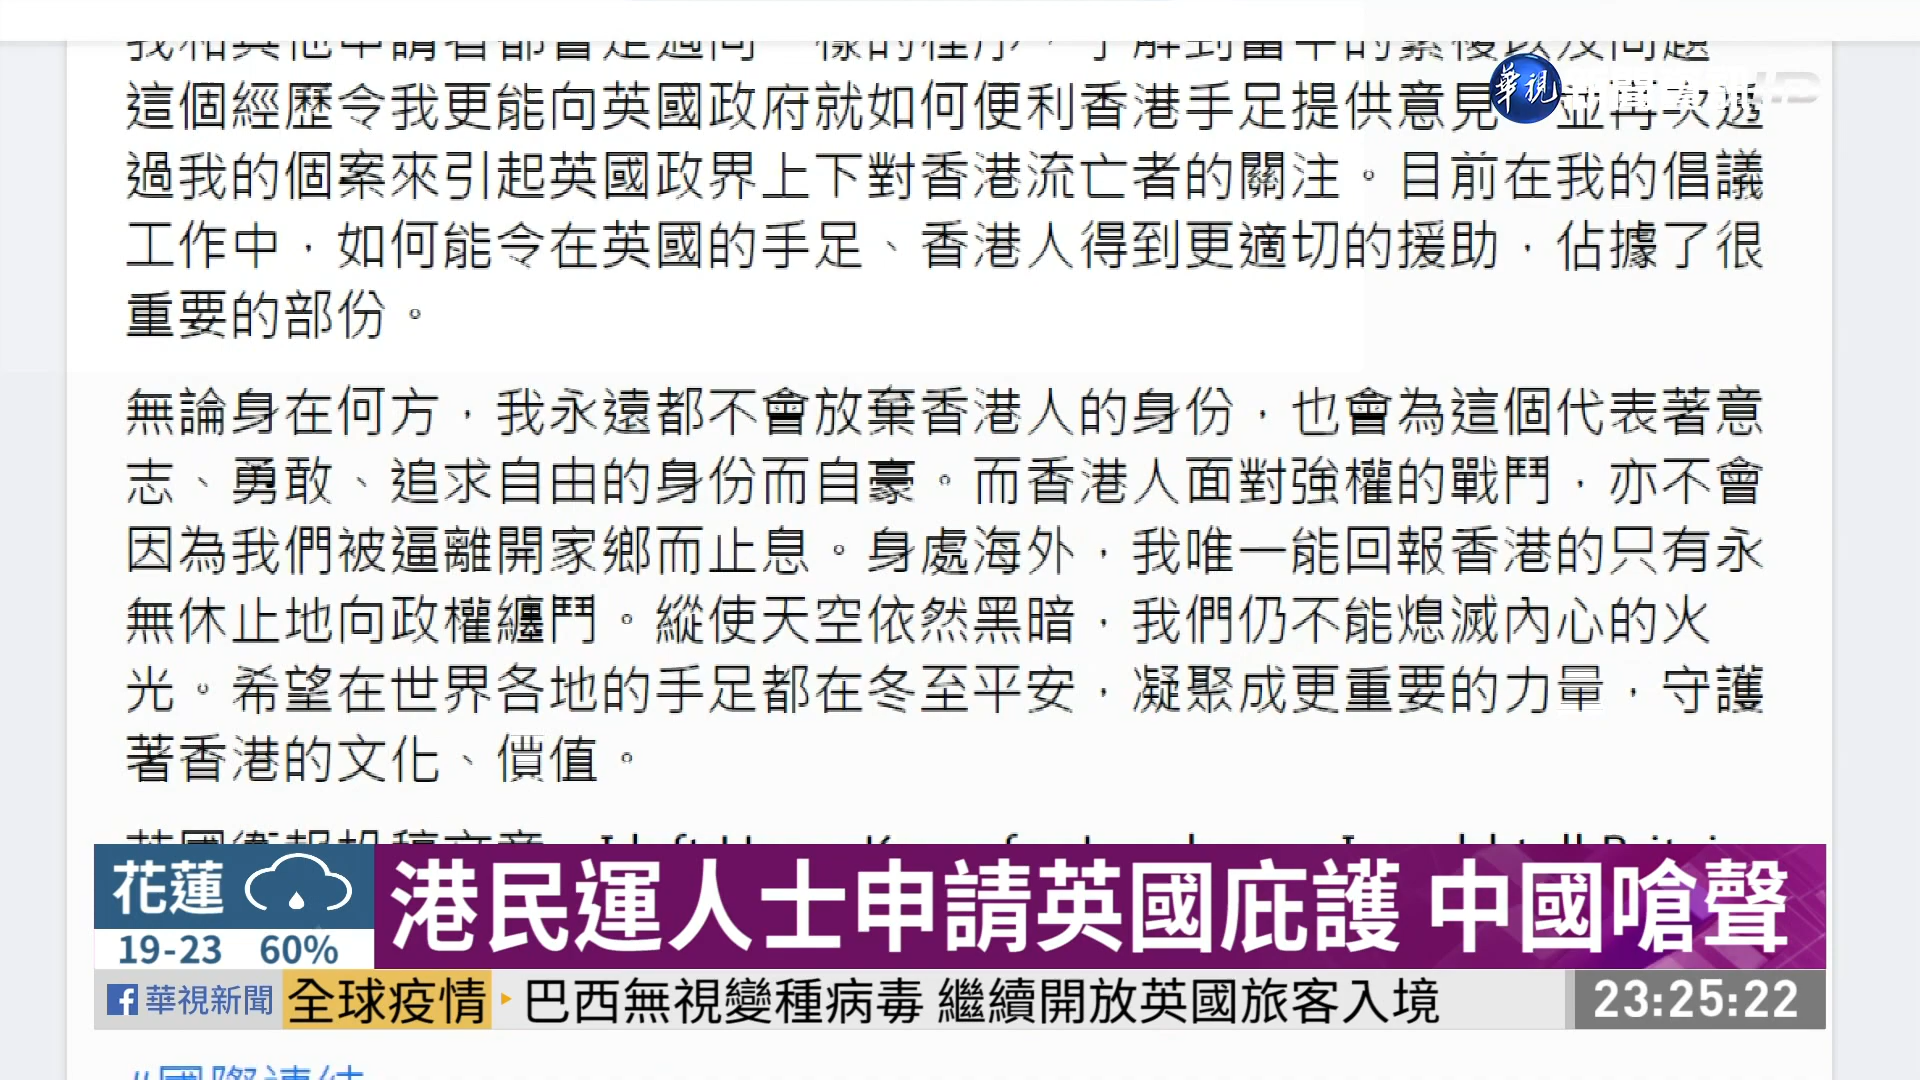 這個經歷令我更能向英國政府就如何便利香港手足提供意見
華視
並再次透
過我的個案來引起英國政界上下對香港流亡者的關注。目前在我的倡議
工作中，如何能令在英國的手足、香港人得到更適切的援助，佔據了很
重要的部份。
無論身在何方，我永遠都不會放棄香港人的身份，也會為這個代表著意
志、勇敢、追求自由的身份而自豪。而香港人面對強權的戰鬥，亦不會
因為我們被逼離開家鄉而止息。身處海外，我唯一能回報香港的只有永
無休止地向政權纏鬥。縱使天空依然黑暗，我們仍不能熄滅內心的火
光。希望在世界各地的手足都在冬至平安，凝聚成更重要的力量，守護
著香港的文化、價值。
花蓮
19-23 60%
港民運人士申請英國庇護 中國嗆聲
華視新聞
全球疫情
巴西無視變種病毒 繼續開放英國旅客入境
23:25:22
#國際連結